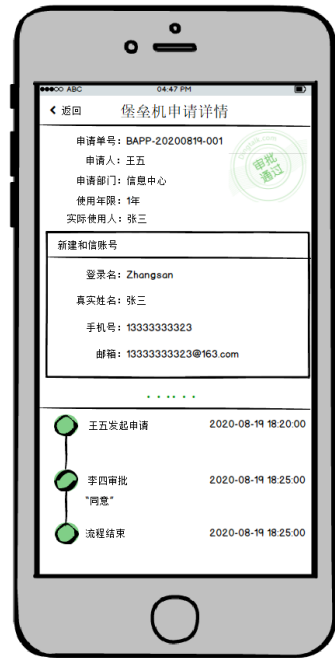 ABC 04:47 PM
返回 堡垒机申请详情
申请单号：BAPP-20200819-001
申请人：王五
申请部门：信息中心
使用年限：1年
实际使用人：张三
审批
通过
新建和信账号
登录名：Zhangsan
真实姓名：张三
手机号：13333333323
邮箱：13333333323@163.com
王五发起申请 2020-08-19 18:20:00
李四审批 2020-08-19 18:25:00
“同意”
流程结束 2020-08-19 18:25:00